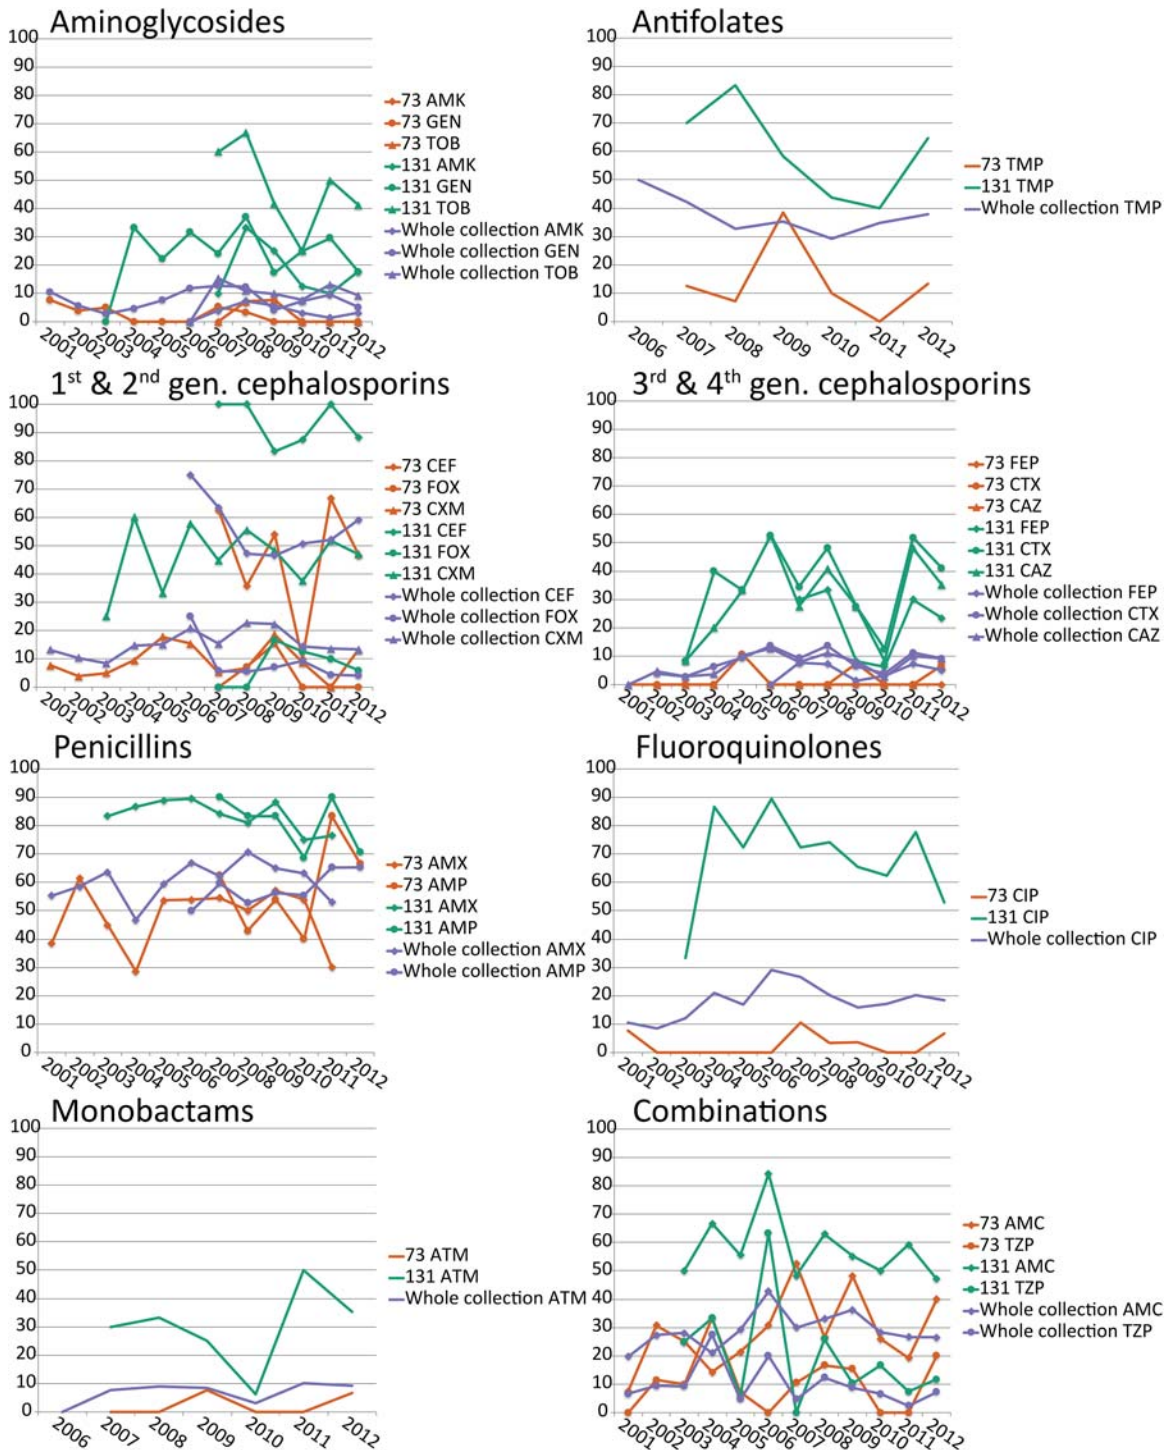 Aminoglycosides
100
90
80
70
60
50
40
30
20
10
0
2001 2002 2003 2004 2005 2006 2007 2008 2009 2010 2011 2012
73 AMK
73 GEN
73 TOB
131 AMK
131 GEN
131 TOB
Whole collection AMK
Whole collection GEN
Whole collection TOB
Antifolates
100
90
80
70
60
50
40
30
20
10
0
2006 2007 2008 2009 2010 2011 2012
73 TMP
131 TMP
Whole collection TMP
1st & 2nd gen. cephalosporins
100
90
80
70
60
50
40
30
20
10
0
2001 2002 2003 2004 2005 2006 2007 2008 2009 2010 2011 2012
73 CEF
73 FOX
73 CXM
131 CEF
131 FOX
131 CXM
Whole collection CEF
Whole collection FOX
Whole collection CXM
3rd & 4th gen. cephalosporins
100
90
80
70
60
50
40
30
20
10
0
2001 2002 2003 2004 2005 2006 2007 2008 2009 2010 2011 2012
73 FEP
73 CTX
73 CAZ
131 FEP
131 CTX
131 CAZ
Whole collection FEP
Whole collection CTX
Whole collection CAZ
Penicillins
100
90
80
70
60
50
40
30
20
10
0
2001 2002 2003 2004 2005 2006 2007 2008 2009 2010 2011 2012
73 AMX
73 AMP
131 AMX
131 AMP
Whole collection AMX
Whole collection AMP
Fluoroquinolones
100
90
80
70
60
50
40
30
20
10
0
2001 2002 2003 2004 2005 2006 2007 2008 2009 2010 2011 2012
73 CIP
131 CIP
Whole collection CIP
Monobactams
100
90
80
70
60
50
40
30
20
10
0
2006 2007 2008 2009 2010 2011 2012
73 ATM
131 ATM
Whole collection ATM
Combinations
100
90
80
70
60
50
40
30
20
10
0
2001 2002 2003 2004 2005 2006 2007 2008 2009 2010 2011 2012
73 AMC
73 TZP
131 AMC
131 TZP
Whole collection AMC
Whole collection TZP